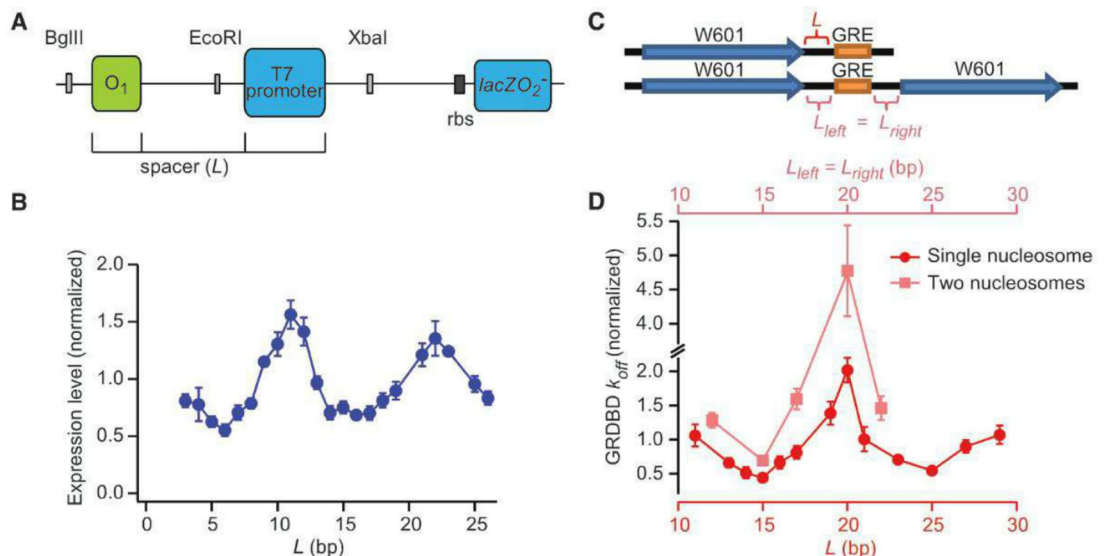 A
BglII
EcoRI
XbaI
O1
T7
promoter
lacZO2-
rbs
spacer (L)
B
Expression level (normalized)
2.0
1.5
1.0
0.5
0.0
0 5 10 15 20 25
L (bp)
C
L
W601 GRE
W601 GRE W601
Lleft = Lright
Lleft = Lright (bp)
10 15 20 25 30
D
GRDBD koff (normalized)
5.5
5.0
4.5
4.0
2.0
1.5
1.0
0.5
Single nucleosome
Two nucleosomes
10 15 20 25 30
L (bp)